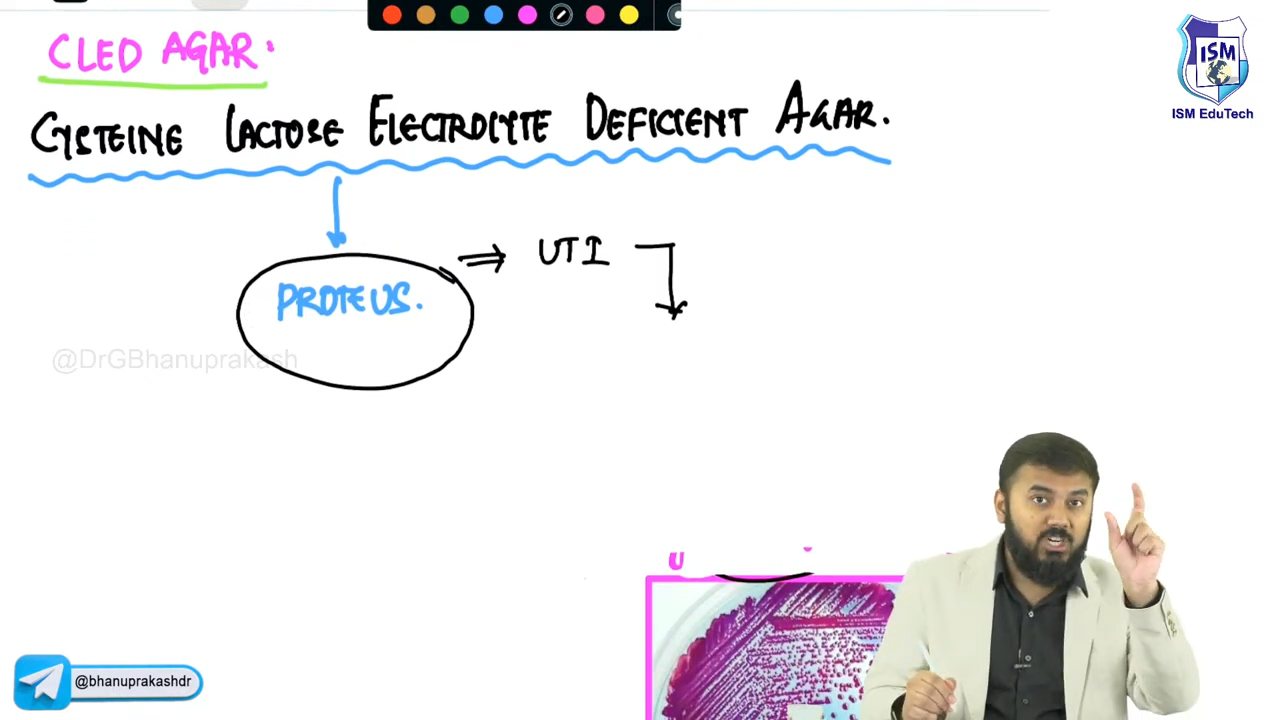 CLED AGAR:
CYSTEINE LACTOSE ELECTROLYTE DEFICIENT AGAR.
⇒ UTI
PROTEUS.
@DrGBhanuprakash
ISM
ISM EduTech
U
@bhanuprakashdr